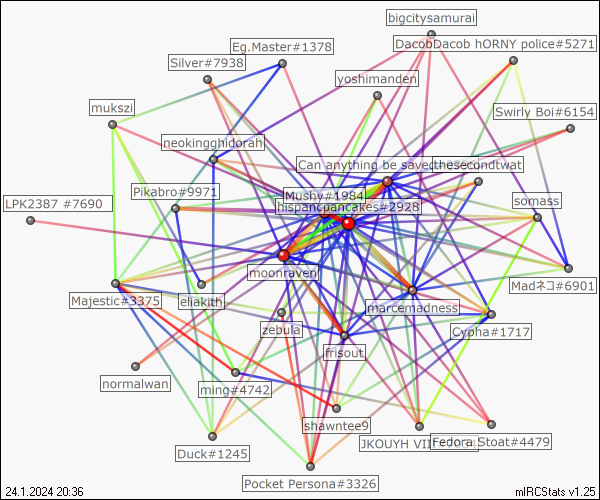 bigcitysamurai
DacobDacob hORNY police#5271
Eg.Master#1378
Silver#7938
yoshimanden
mukszi
Swirly Boi#6154
neokingghidorah
Can anything be saved
thesecondtwat
Pikabro#9971
Mushy#1984
LPK2387 #7690
hispancpancakes#2928
somass
moonraven
Madネコ#6901
Majestic#3375
eliakith
marcemadness
zebula
Cypha#1717
frisout
normalwan
ming#4742
shawntee9
JKOUYH VII
Fedora Stoat#4479
Duck#1245
Pocket Persona#3326
24.1.2024 20:36
mIRCStats v1.25